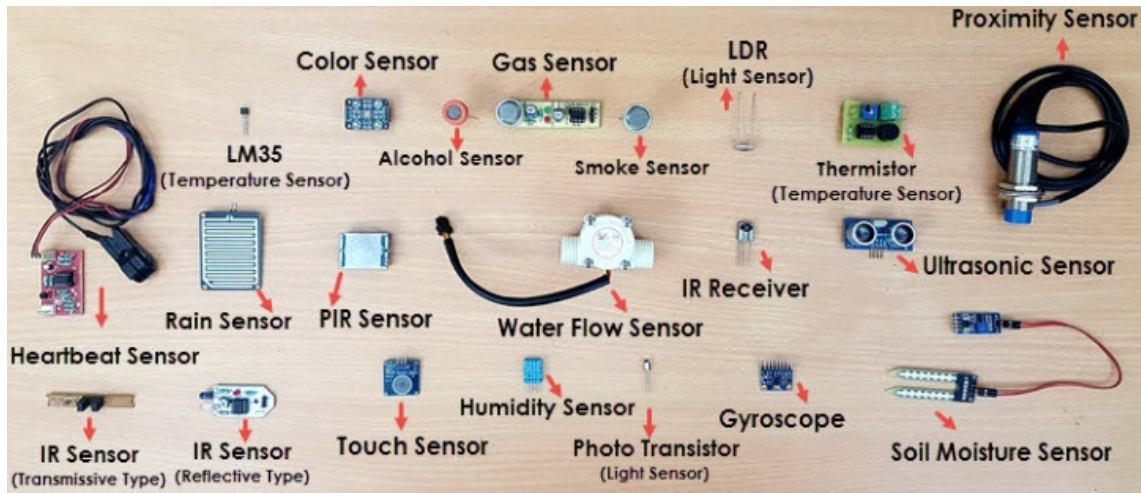 Proximity Sensor
Color Sensor
Gas Sensor
LDR
(Light Sensor)
LM35
(Temperature Sensor)
Alcohol Sensor
Smoke Sensor
Thermistor
(Temperature Sensor)
Heartbeat Sensor
Rain Sensor
PIR Sensor
Water Flow Sensor
IR Receiver
Ultrasonic Sensor
IR Sensor
(Transmissive Type)
IR Sensor
(Reflective Type)
Touch Sensor
Humidity Sensor
Photo Transistor
(Light Sensor)
Gyroscope
Soil Moisture Sensor